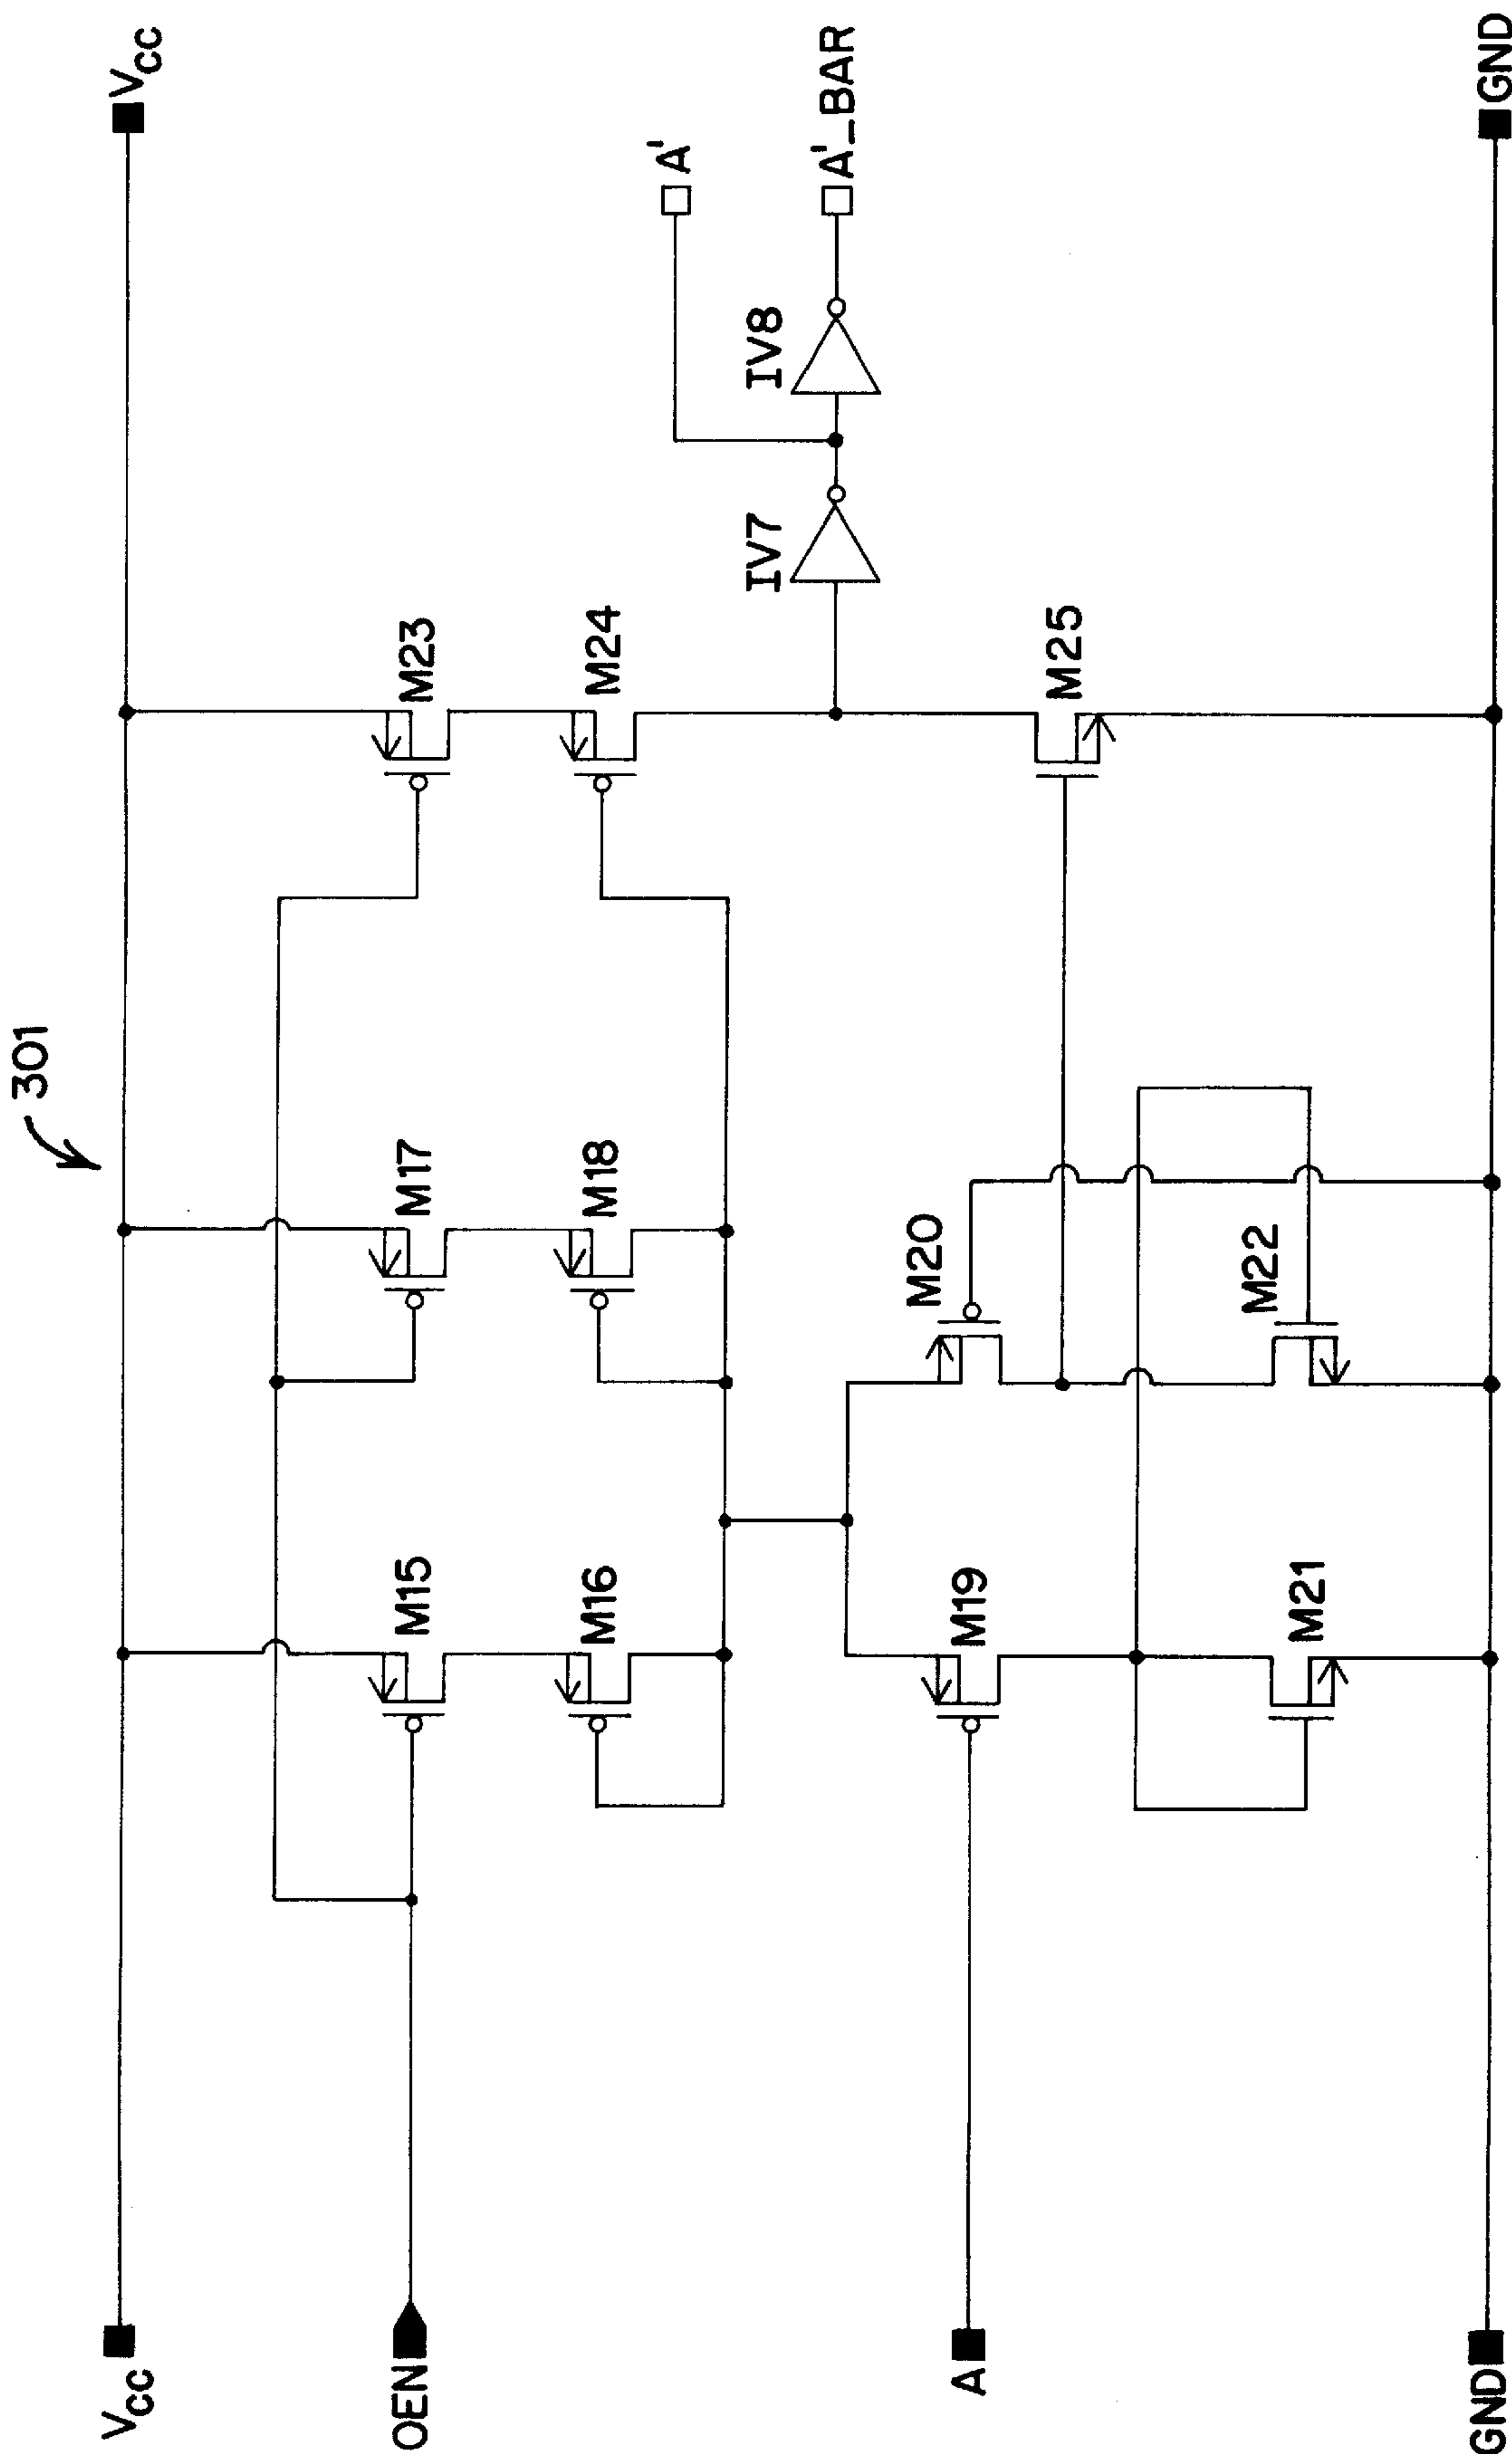 301
VCC
VCC
OEN
M15
M17
M23
M16
M18
M24
A'
IV7
IV8
A'_BAR
A
M19
M20
M25
M21
M22
GND
GND